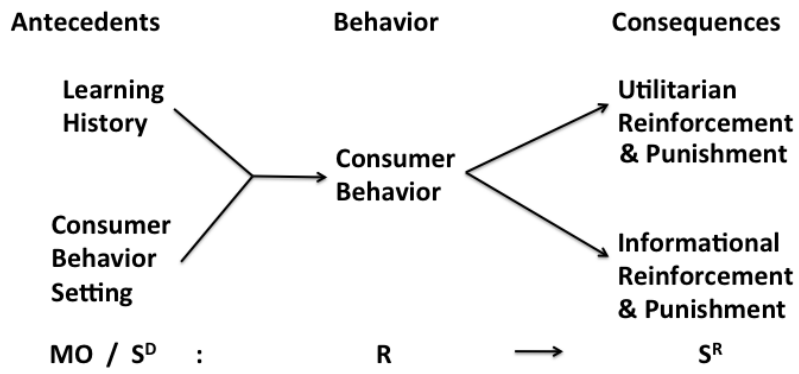 Antecedents Behavior Consequences
Learning
History
Utilitarian
Reinforcement
& Punishment
Consumer
Behavior
Consumer
Behavior
Setting
Informational
Reinforcement
& Punishment
MO / Sᴰ : R → Sᴿ